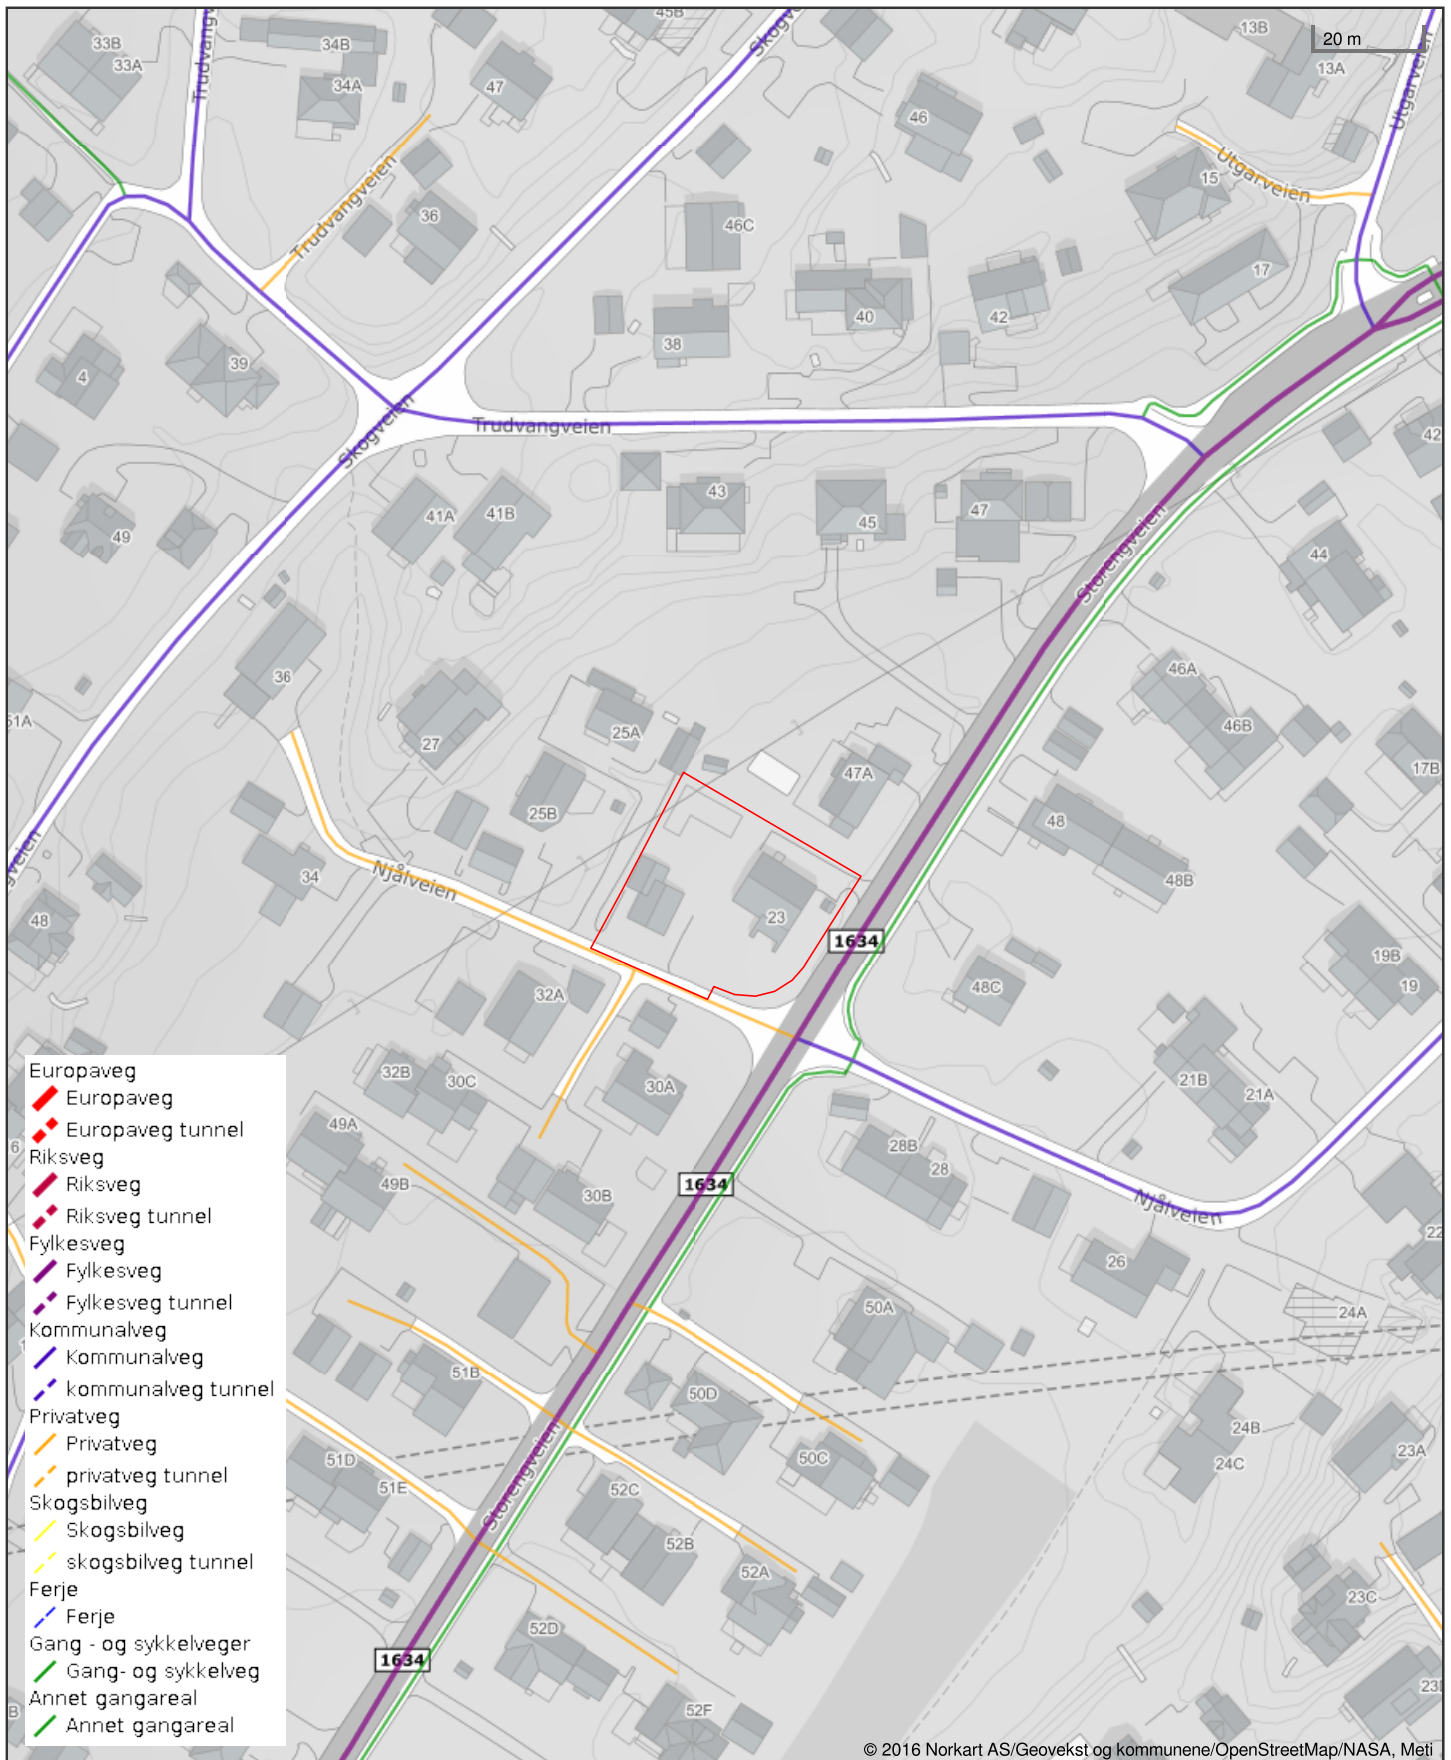 45B
13B
20 m
33B
33A
34B
34A
47
Trudvang
Skogve
13A
Utgarveien
46
Utgarveien
15
Trudvangveien
36
46C
17
40
42
38
39
4
Trudvangveien
Skogveien
42
43
41A
41B
45
47
49
44
Storengveien
36
46A
46B
51A
25A
27
47A
17B
25B
48
gveien
Njålveien
34
48B
48
23
1634
19B
19
48C
32A
32B
30C
30A
21B
21A
49A
28B
28
6
49B
1634
30B
Njålveien
22
26
50A
24A
51B
50D
24B
24C
23A
50C
51D
51E
52C
Storengveien
52B
52A
23C
52D
1634
52F
B
Europaveg
Europaveg
Europaveg tunnel
Riksveg
Riksveg
Riksveg tunnel
Fylkesveg
Fylkesveg
Fylkesveg tunnel
Kommunalveg
Kommunalveg
kommunalveg tunnel
Privatveg
Privatveg
privatveg tunnel
Skogsbilveg
Skogsbilveg
skogsbilveg tunnel
Ferje
Ferje
Gang - og sykkelveger
Gang- og sykkelveg
Annet gangareal
Annet gangareal
© 2016 Norkart AS/Geovekst og kommunene/OpenStreetMap/NASA, Meti